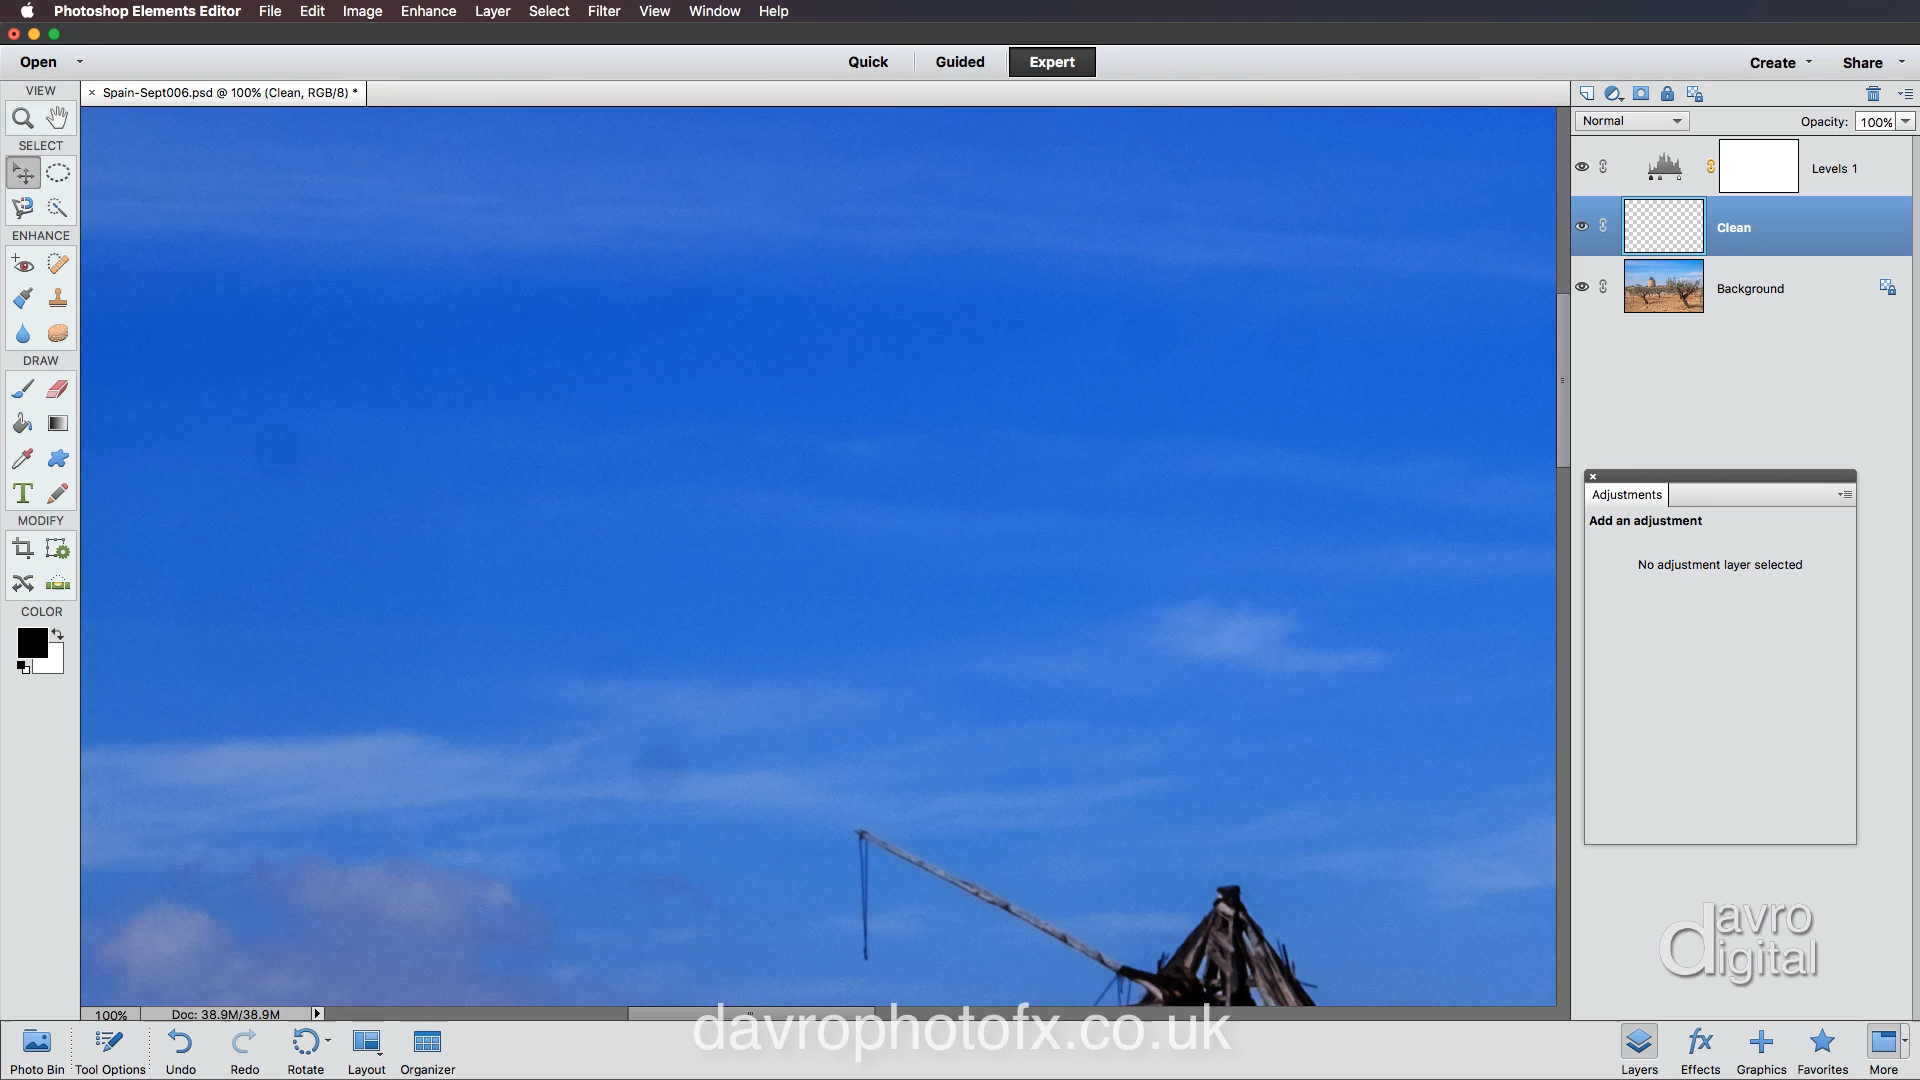 Photoshop Elements Editor File Edit Image Enhance Layer Select Filter View Window Help
Open Quick Guided Expert Create Share
VIEW
× Spain-Sept006.psd @ 100% (Clean, RGB/8) *
Normal Opacity: 100%
SELECT
Levels 1
Clean
ENHANCE
Background
DRAW
Adjustments
Add an adjustment
T
MODIFY
No adjustment layer selected
COLOR
davro
digital
100% Doc: 38.9M/38.9M
davrophotofx.co.uk
fx
Photo Bin Tool Options Undo Redo Rotate Layout Organizer Layers Effects Graphics Favorites More